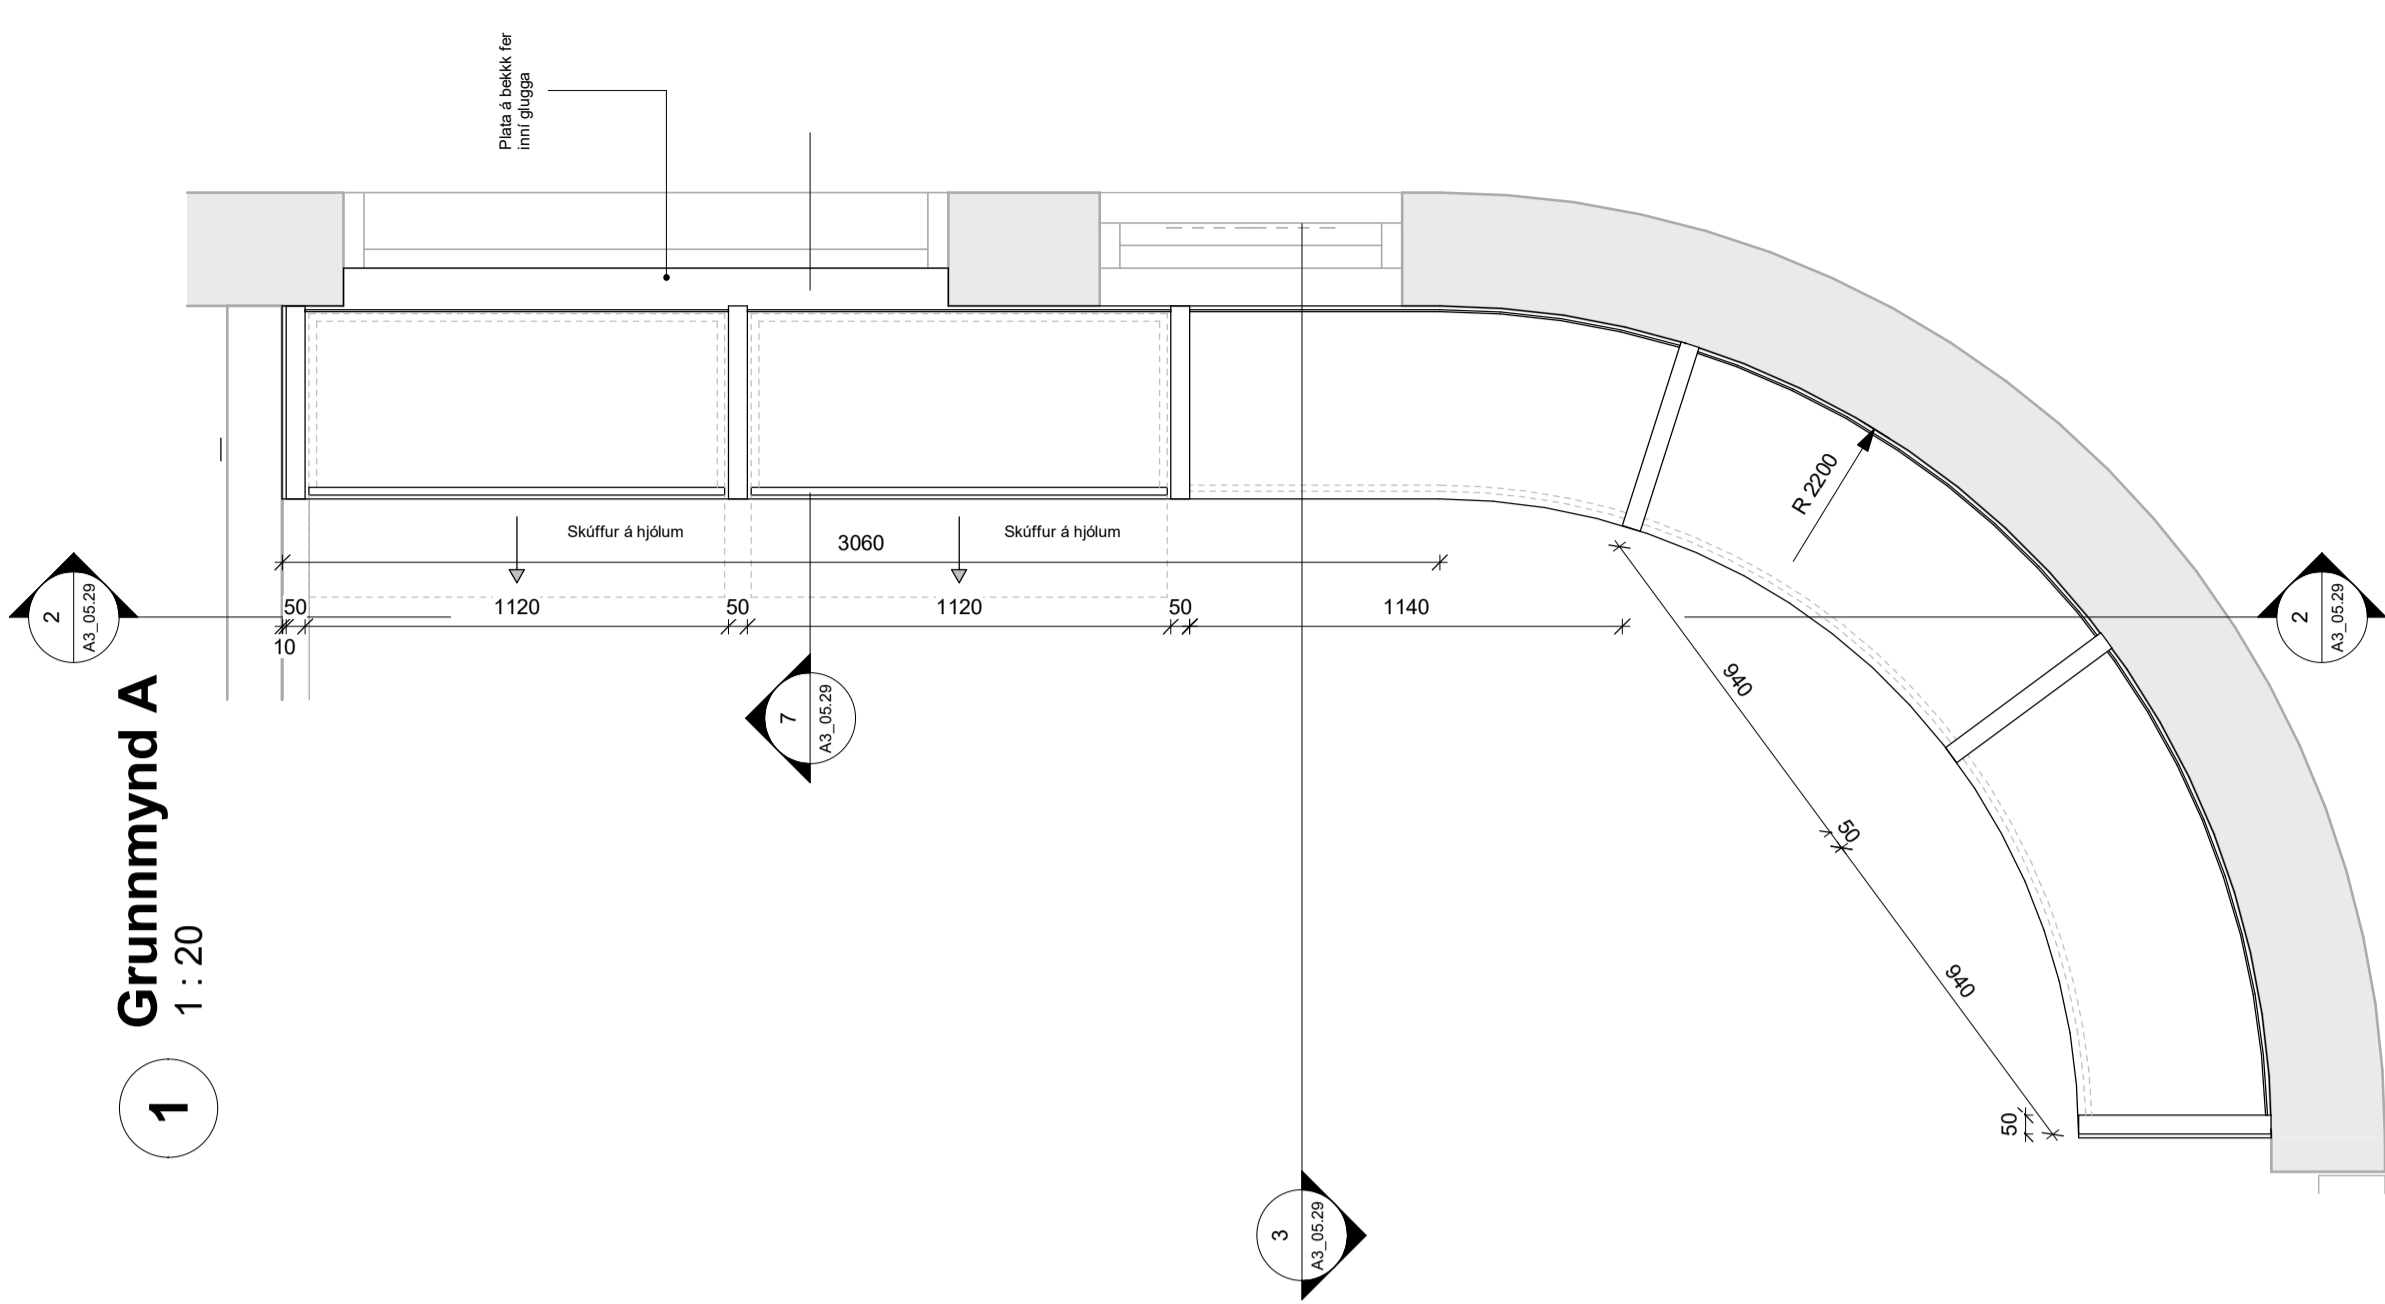 Plata á bekkk fer
inní glugga
R 2200
Skúffur á hjólum
Skúffur á hjólum
3060
50
1120
50
1120
50
1140
10
2
A3_05.29
2
A3_05.29
7
A3_05.29
940
50
940
50
3
A3_05.29
1
Grunnmynd A
1 : 20